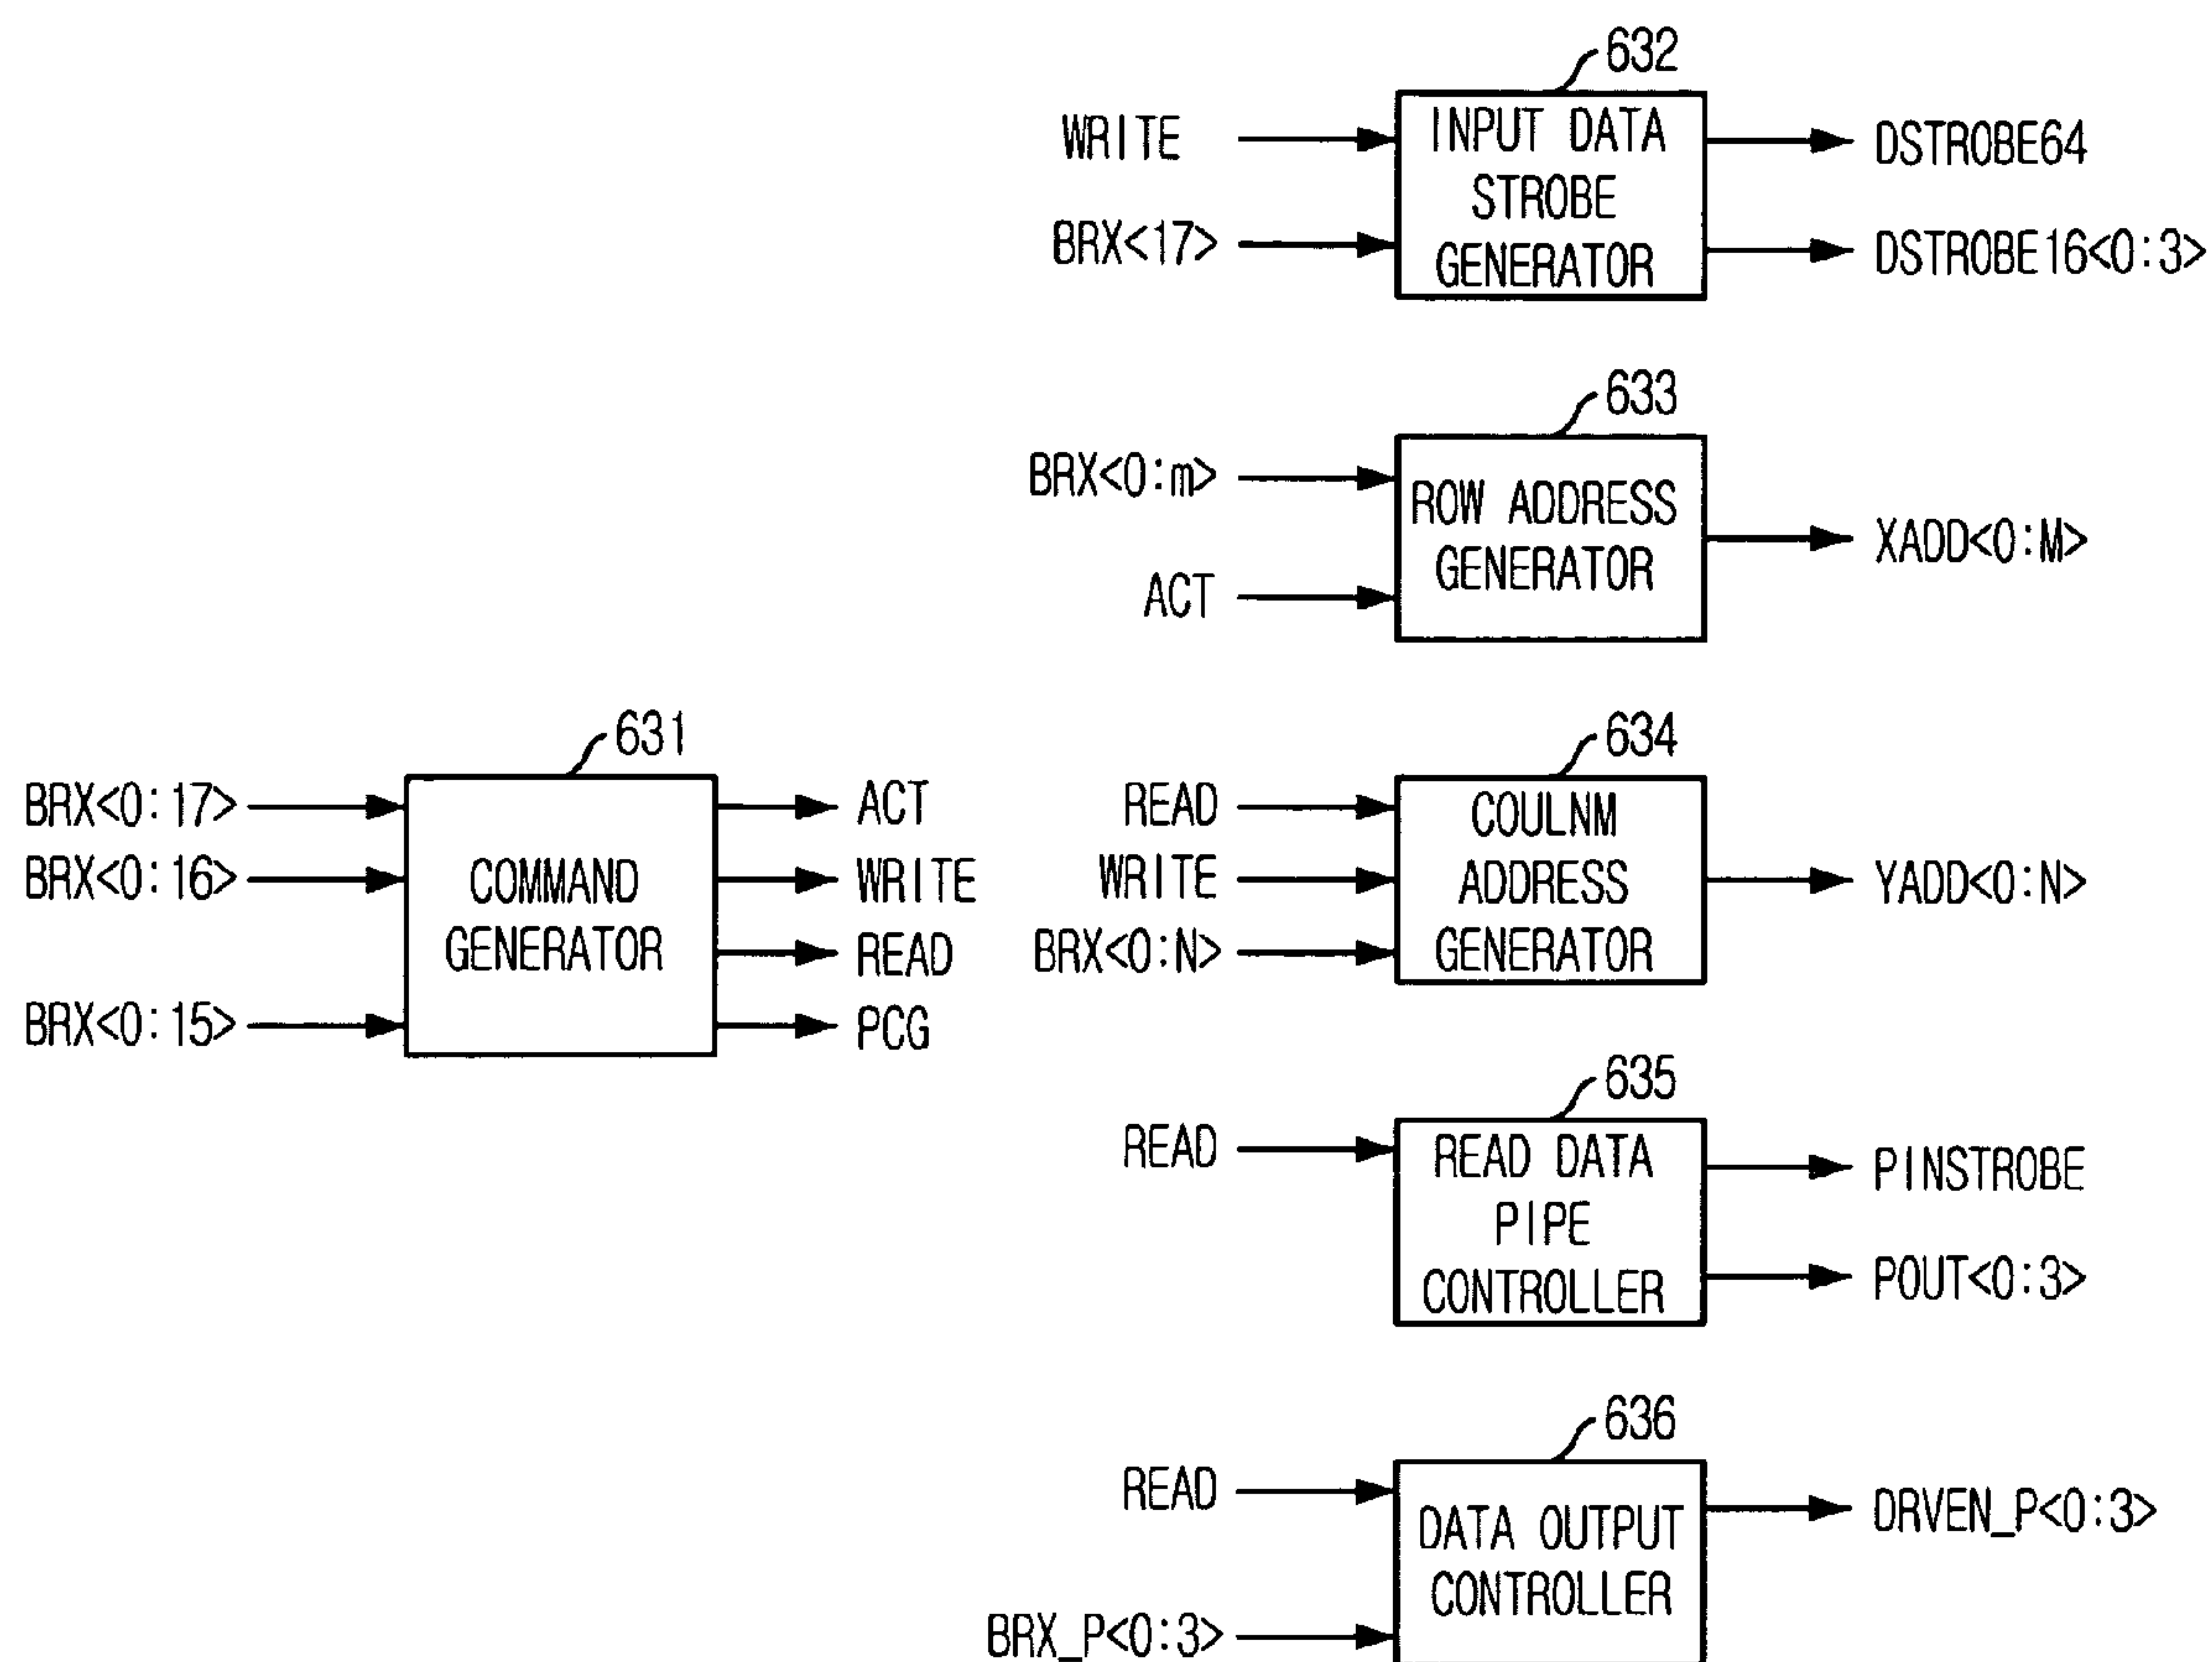 632
WRITE
BRX<17>
INPUT DATA
STROBE
GENERATOR
DSTROBE64
DSTROBE16<0:3>
633
BRX<0:m>
ACT
ROW ADDRESS
GENERATOR
XADD<0:M>
631
BRX<0:17>
BRX<0:16>
BRX<0:15>
COMMAND
GENERATOR
ACT
WRITE
READ
PCG
634
READ
WRITE
BRX<0:N>
COULNM
ADDRESS
GENERATOR
YADD<0:N>
635
READ
READ DATA
PIPE
CONTROLLER
PINSTROBE
POUT<0:3>
636
READ
BRX_P<0:3>
DATA OUTPUT
CONTROLLER
DRVEN_P<0:3>